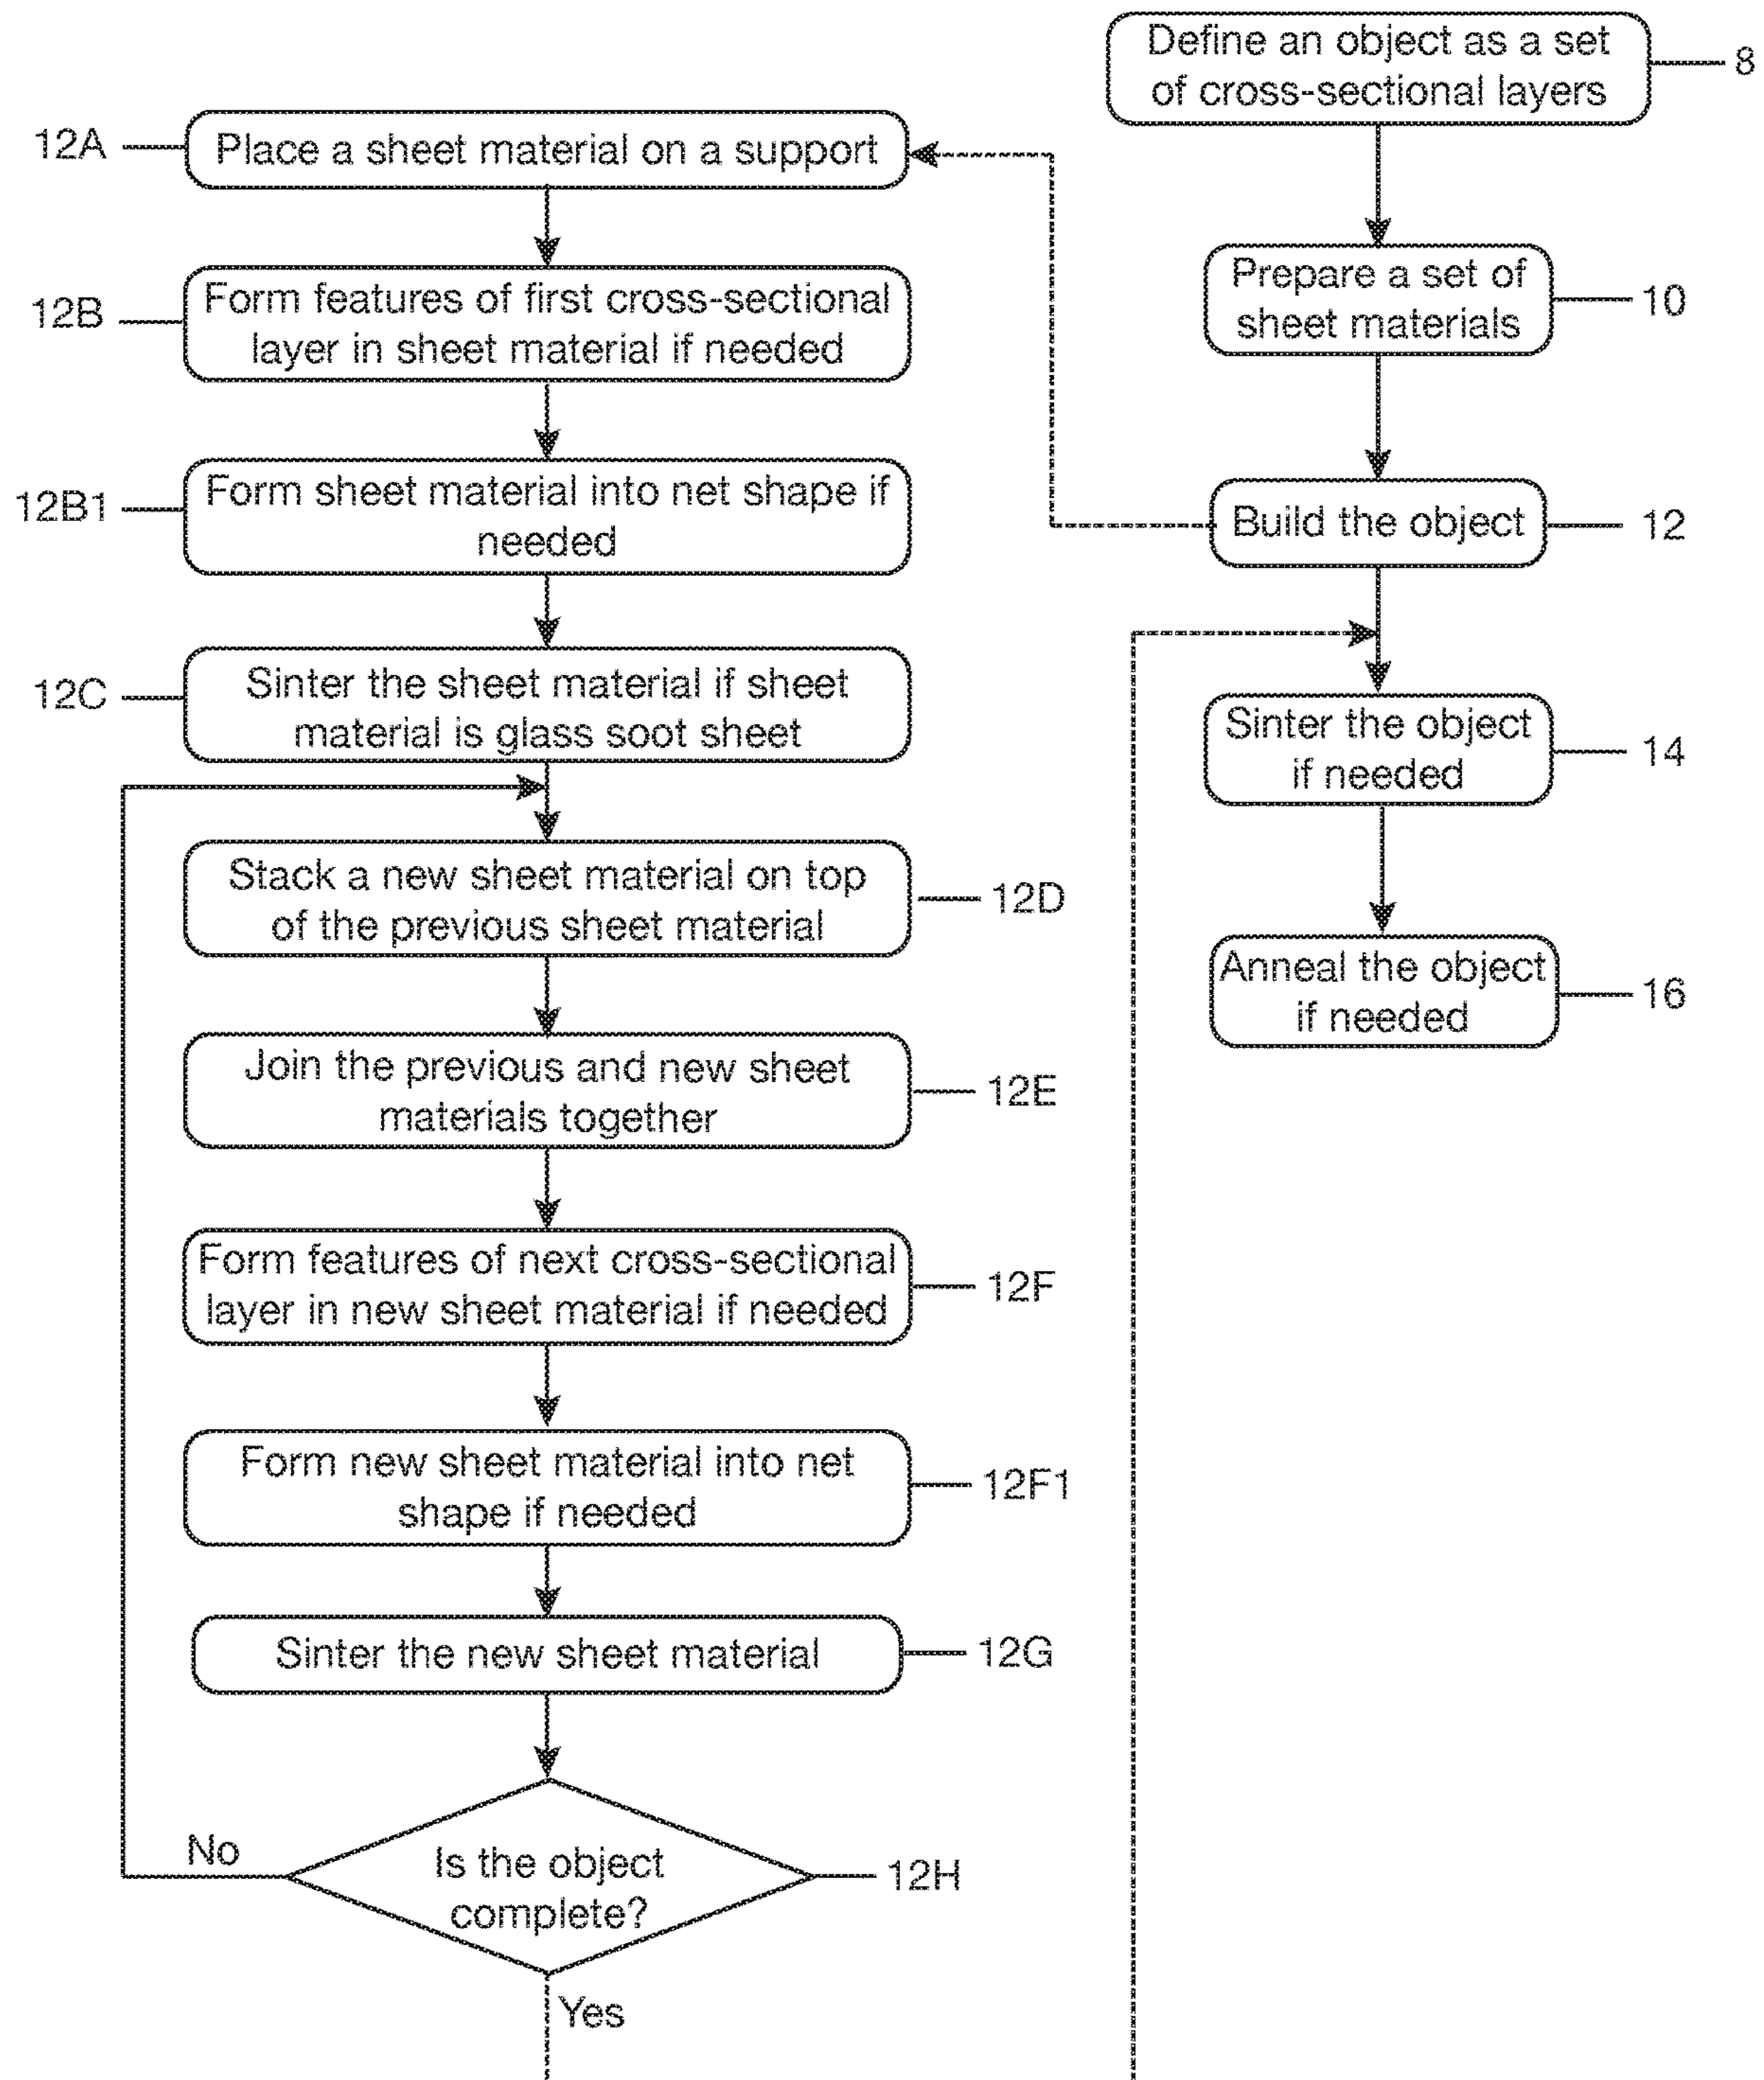 Define an object as a set
of cross-sectional layers
8
Prepare a set of
sheet materials
10
Build the object
12
Sinter the object
if needed
14
Anneal the object
if needed
16
12A
Place a sheet material on a support
12B
Form features of first cross-sectional
layer in sheet material if needed
12B1
Form sheet material into net shape if
needed
12C
Sinter the sheet material if sheet
material is glass soot sheet
Stack a new sheet material on top
of the previous sheet material
12D
Join the previous and new sheet
materials together
12E
Form features of next cross-sectional
layer in new sheet material if needed
12F
Form new sheet material into net
shape if needed
12F1
Sinter the new sheet material
12G
Is the object
complete?
12H
No
Yes